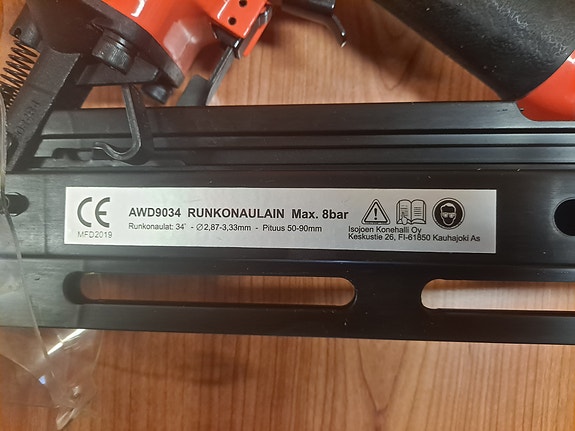 CE
MFD2019
AWD9034 RUNKONAULAIN Max. 8bar
Runkonaulat: 34° - ∅2,87-3,33mm - Pituus 50-90mm
Isojoen Konehalli Oy
Keskustie 26, FI-61850 Kauhajoki As